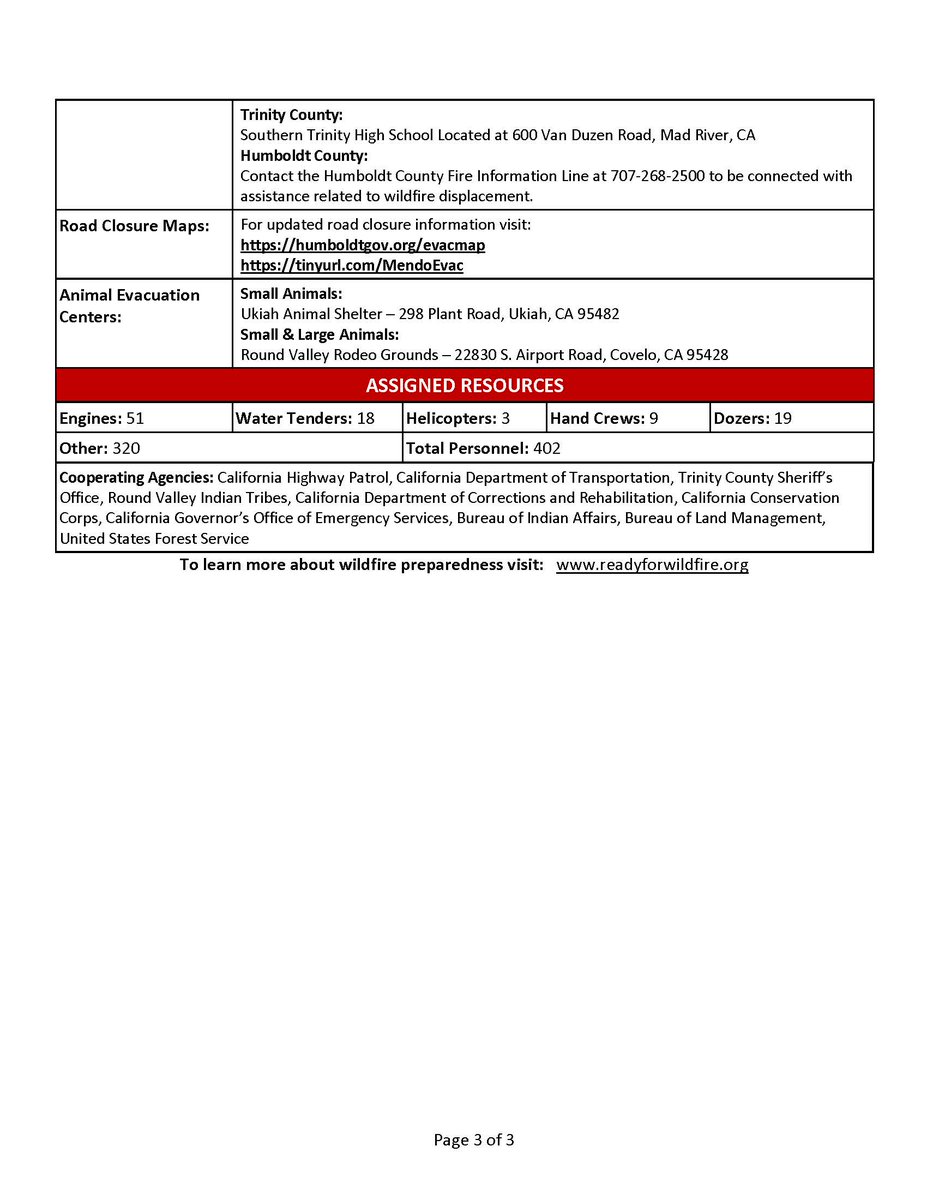 Trinity County:
Southern Trinity High School Located at 600 Van Duzen Road, Mad River, CA
Humboldt County:
Contact the Humboldt County Fire Information Line at 707-268-2500 to be connected with
assistance related to wildfire displacement.
Road Closure Maps:
For updated road closure information visit:
https://humboldtgov.org/evacmap
https://tinyurl.com/MendoEvac
Animal Evacuation
Centers:
Small Animals:
Ukiah Animal Shelter – 298 Plant Road, Ukiah, CA 95482
Small & Large Animals:
Round Valley Rodeo Grounds – 22830 S. Airport Road, Covelo, CA 95428
ASSIGNED RESOURCES
Engines: 51 Water Tenders: 18 Helicopters: 3 Hand Crews: 9 Dozers: 19
Other: 320 Total Personnel: 402
Cooperating Agencies: California Highway Patrol, California Department of Transportation, Trinity County Sheriff’s
Office, Round Valley Indian Tribes, California Department of Corrections and Rehabilitation, California Conservation
Corps, California Governor’s Office of Emergency Services, Bureau of Indian Affairs, Bureau of Land Management,
United States Forest Service
To learn more about wildfire preparedness visit: www.readyforwildfire.org
Page 3 of 3